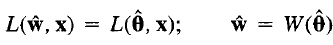 L(ŵ, x) = L(θ̂, x); ŵ = W(θ̂)